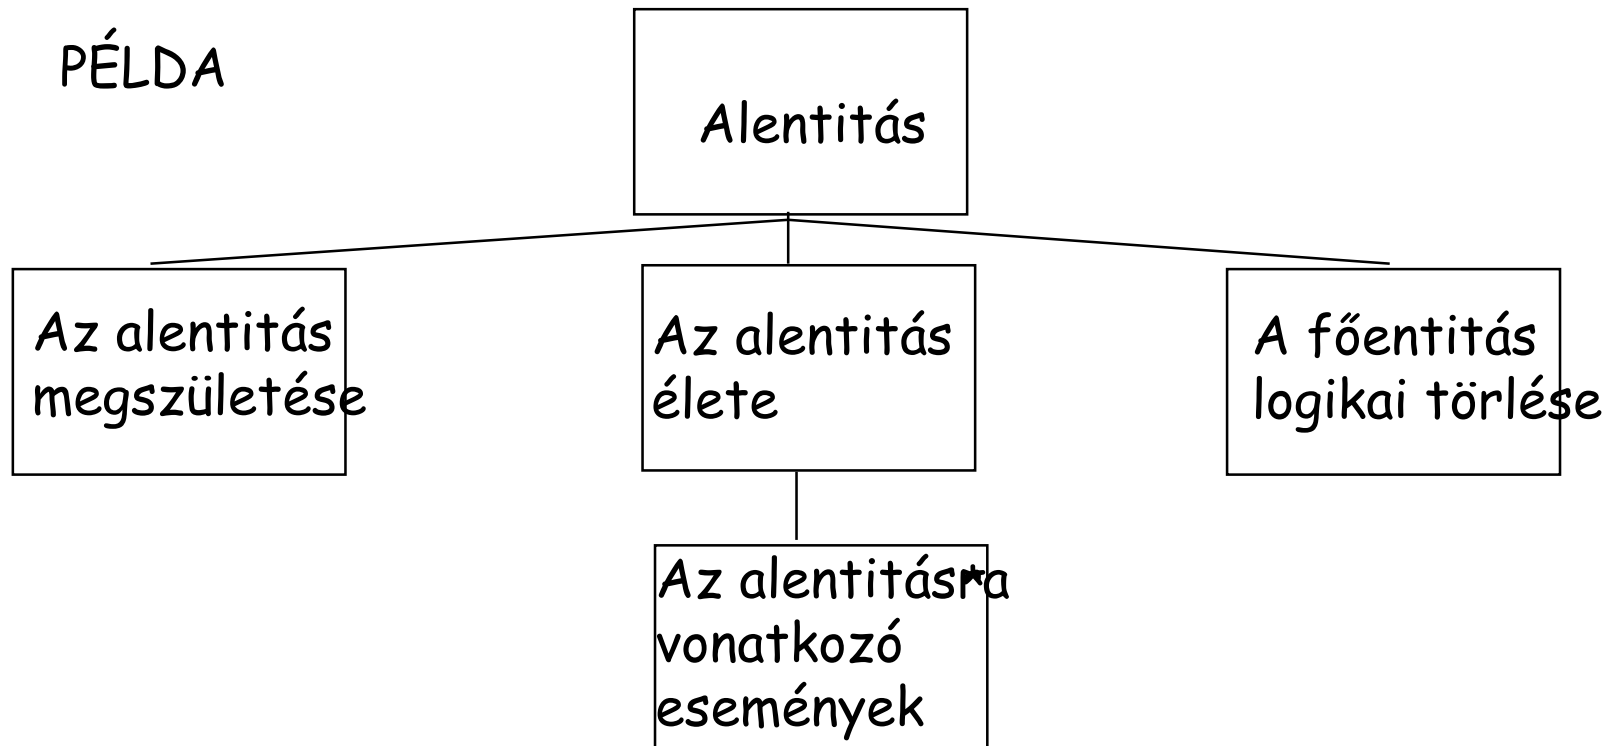 PÉLDA
Alentitás
Az alentitás
megszületése
Az alentitás
élete
A főentitás
logikai törlése
Az alentitásra
*
vonatkozó
események